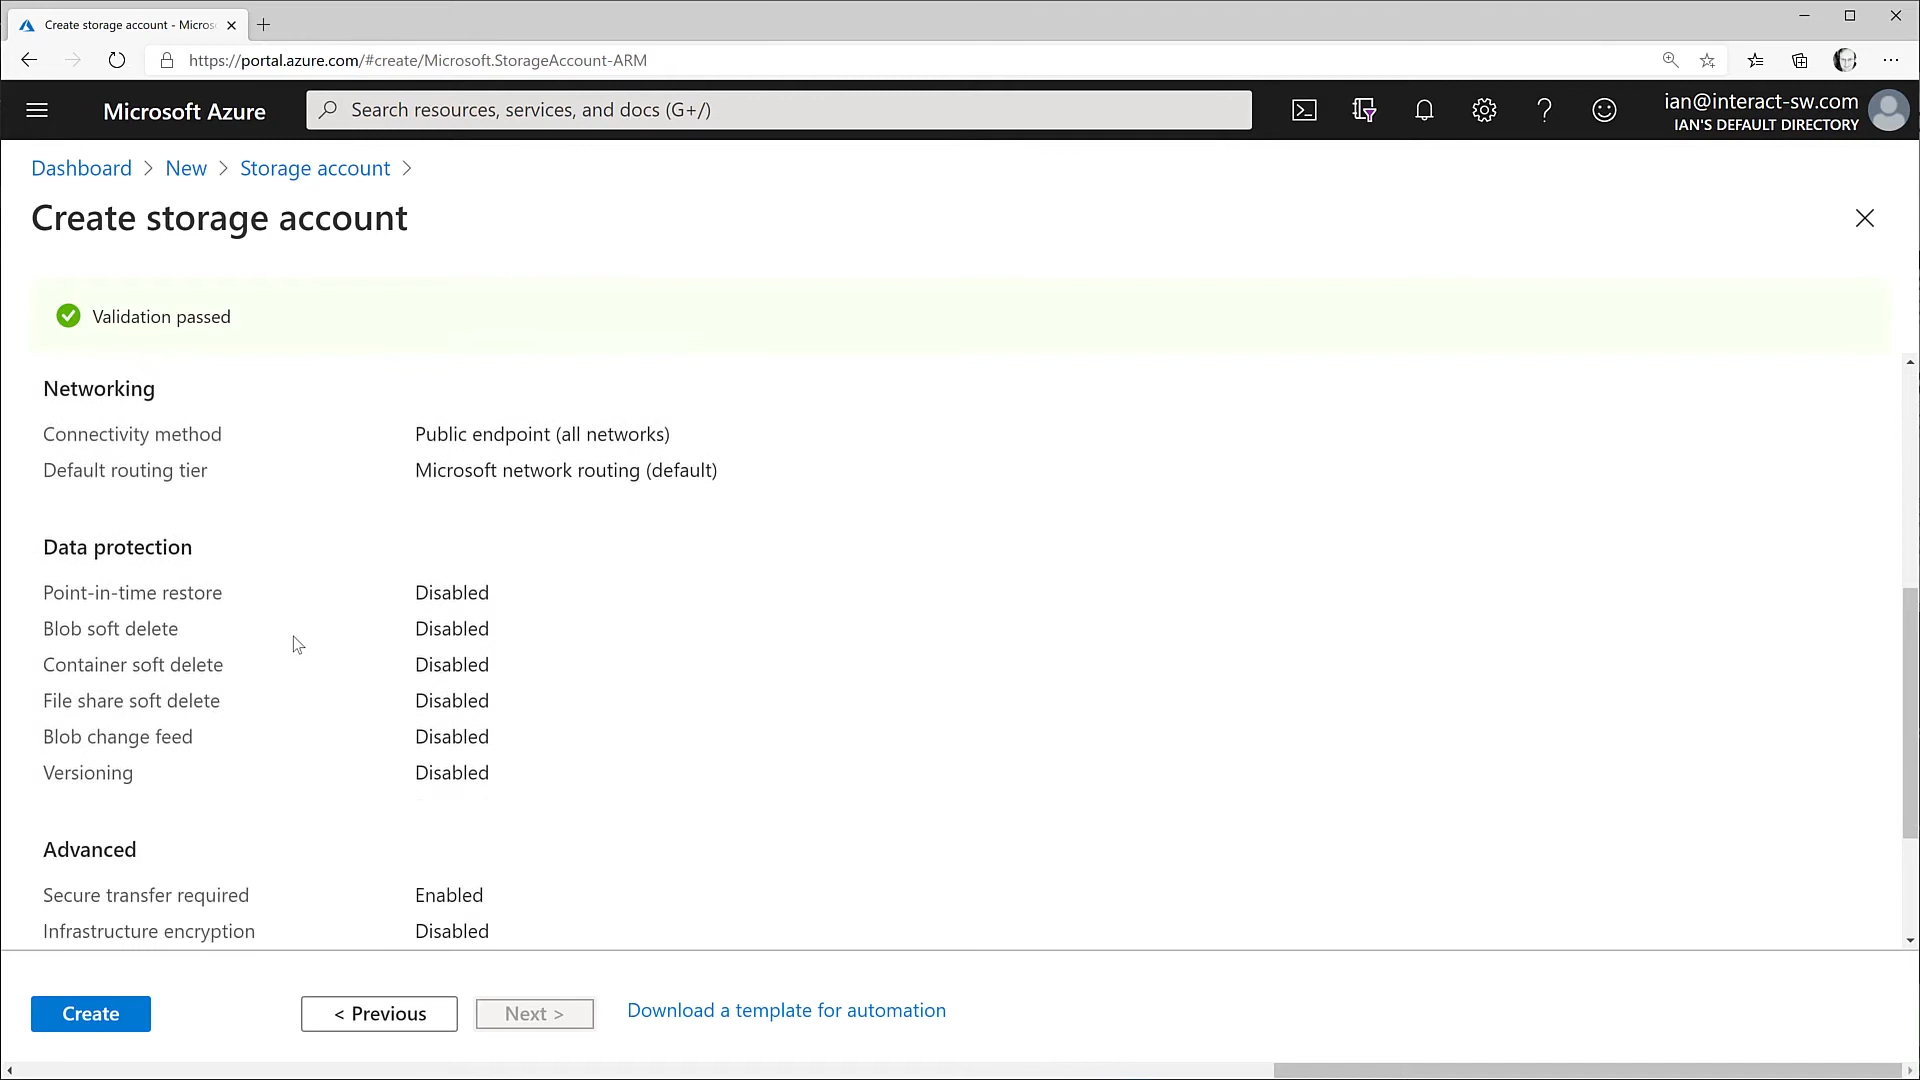 Create storage account - Micros
https://portal.azure.com/#create/Microsoft.StorageAccount-ARM
Microsoft Azure
Search resources, services, and docs (G+/)
ian@interact-sw.com
IAN'S DEFAULT DIRECTORY
Dashboard > New > Storage account >
Create storage account
Validation passed
Networking
Connectivity method Public endpoint (all networks)
Default routing tier Microsoft network routing (default)
Data protection
Point-in-time restore Disabled
Blob soft delete Disabled
Container soft delete Disabled
File share soft delete Disabled
Blob change feed Disabled
Versioning Disabled
Advanced
Secure transfer required Enabled
Infrastructure encryption Disabled
Create < Previous Next > Download a template for automation